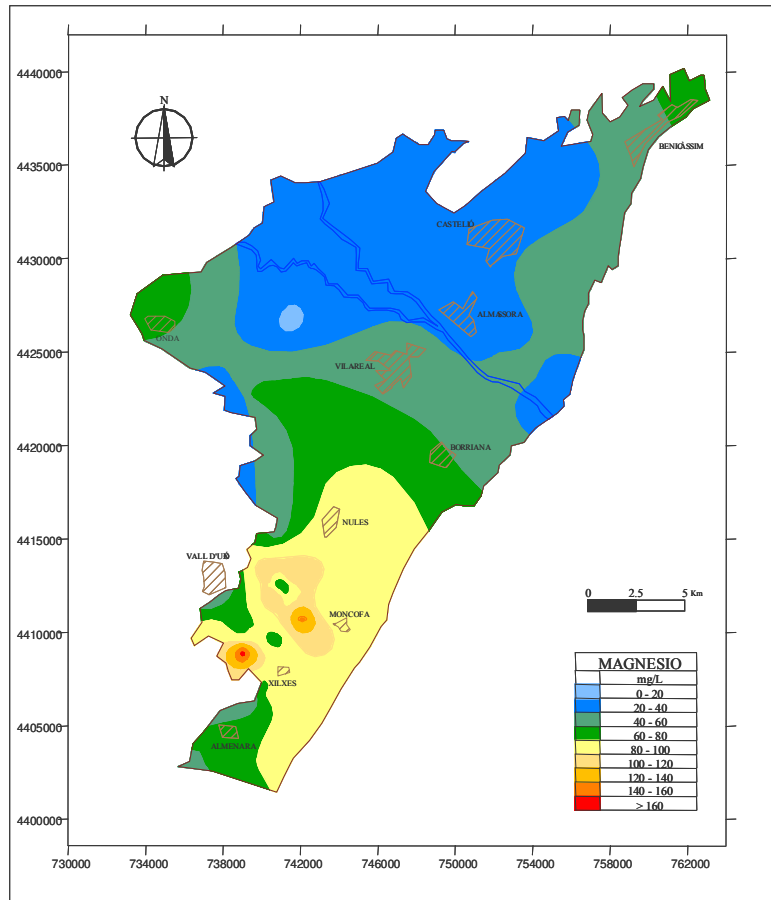 4440000
4435000
4430000
4425000
4420000
4415000
4410000
4405000
4400000
N
BENICÀSSIM
CASTELLÓ
ALMASSORA
ONDA
VILAREAL
BORRIANA
NULES
VALL D'UIXÓ
MONCOFA
XILXES
ALMENARA
0 2.5 5 Km
MAGNESIO
mg/L
0 - 20
20 - 40
40 - 60
60 - 80
80 - 100
100 - 120
120 - 140
140 - 160
> 160
730000 734000 738000 742000 746000 750000 754000 758000 762000